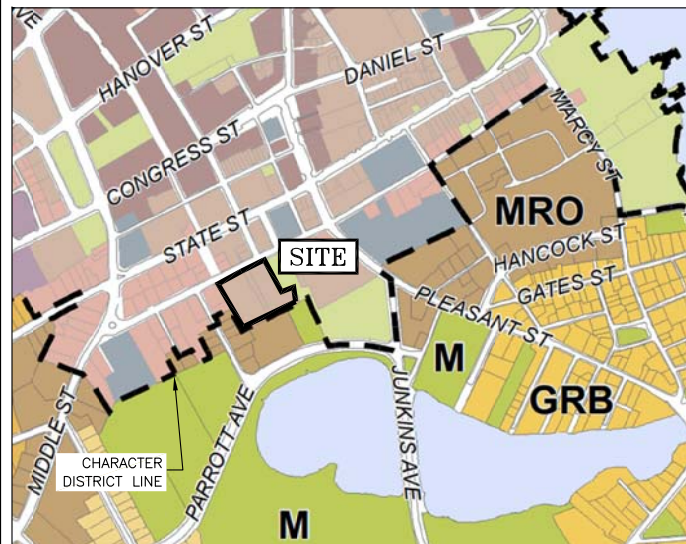 AVE
HANOVER ST
DANIEL ST
MARCY ST
CONGRESS ST
STATE ST
MRO
SITE
HANCOCK ST
GATES ST
PLEASANT ST
M
GRB
JUNKINS AVE
MIDDLE ST
CHARACTER
DISTRICT LINE
PARROTT AVE
M